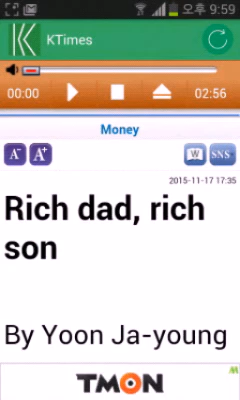 오후 9:59
KTimes
00:00
02:56
Money
A-
A+
W
SNS
2015-11-17 17:35
Rich dad, rich
son
By Yoon Ja-young
TMON